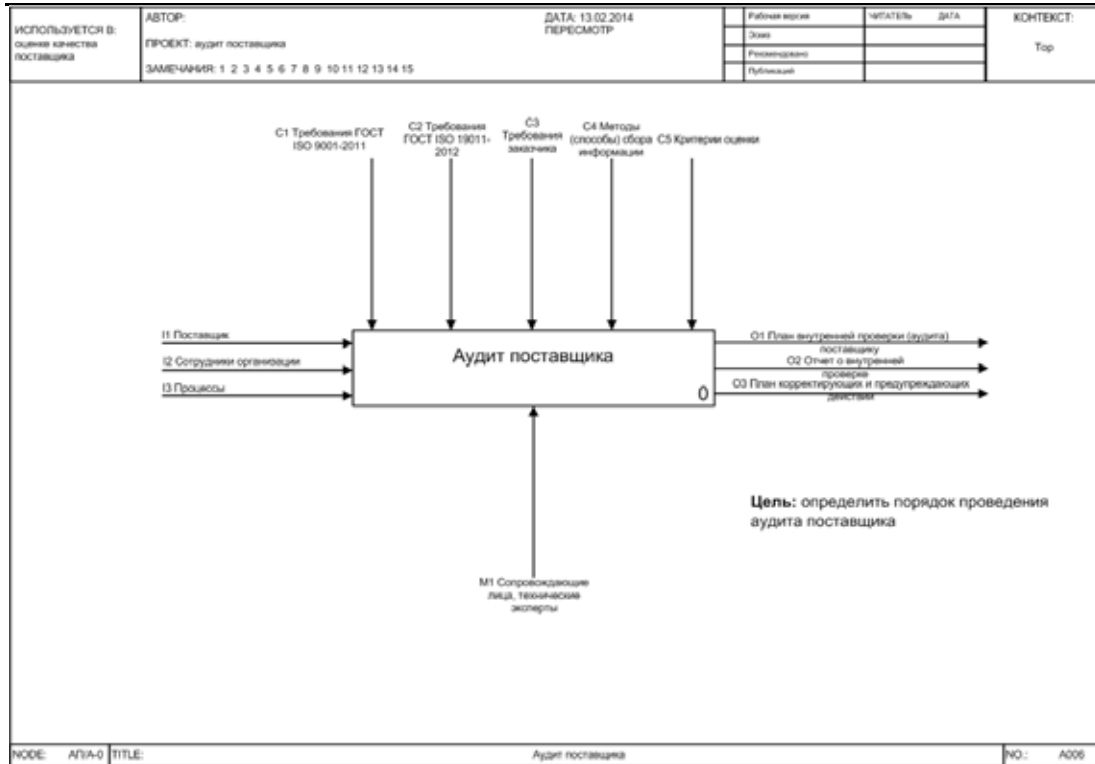 ИСПОЛЬЗУЕТСЯ В:
оценке качества
поставщика
АВТОР:
ДАТА: 13.02.2014
ПЕРЕСМОТР
ПРОЕКТ: аудит поставщика
ЗАМЕЧАНИЯ: 1 2 3 4 5 6 7 8 9 10 11 12 13 14 15
Рабочая версия
Эскиз
Рекомендовано
Публикация
ЧИТАТЕЛЬ ДАТА
КОНТЕКСТ:
Top
C1 Требования ГОСТ
ISO 9001-2011
C2 Требования
ГОСТ ISO 19011-
2012
C3
Требования
заказчика
C4 Методы
(способы) сбора
информации
C5 Критерии оценки
I1 Поставщик
I2 Сотрудники организации
I3 Процессы
Аудит поставщика
0
O1 План внутренней проверки (аудита)
поставщику
O2 Отчет о внутренней
проверке
O3 План корректирующих и предупреждающих
действий
Цель: определить порядок проведения
аудита поставщика
M1 Сопровождающие
лица, технические
эксперты
NODE: АП/A-0
TITLE: Аудит поставщика
NO.: A006